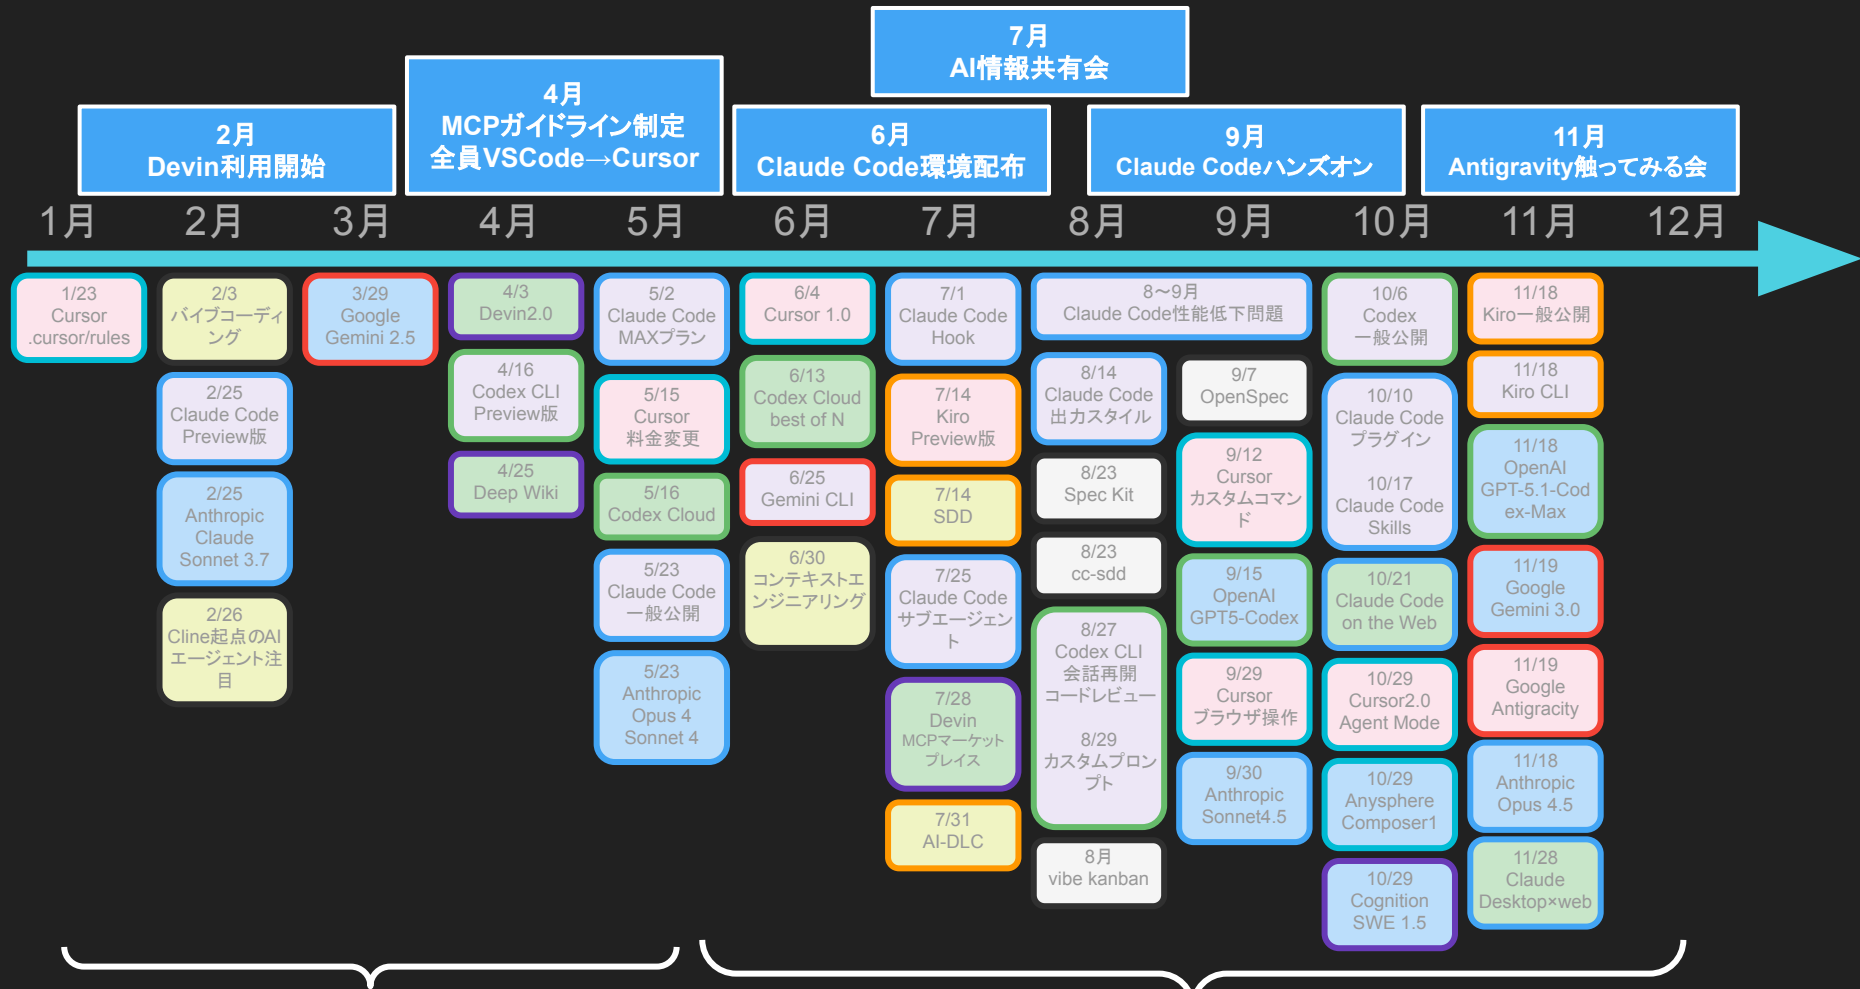 7月
AI情報共有会
4月
MCPガイドライン制定
全員VSCode→Cursor
2月
Devin利用開始
6月
Claude Code環境配布
9月
Claude Codeハンズオン
11月
Antigravity触ってみる会
1月
2月
3月
4月
5月
6月
7月
8月
9月
10月
11月
12月
1/23
Cursor
.cursor/rules
2/3
バイブコーディ
ング
2/25
Claude Code
Preview版
2/25
Anthropic
Claude
Sonnet 3.7
2/26
Cline起点のAI
エージェント注
目
3/29
Google
Gemini 2.5
4/3
Devin2.0
4/16
Codex CLI
Preview版
4/25
Deep Wiki
5/2
Claude Code
MAXプラン
5/15
Cursor
料金変更
5/16
Codex Cloud
5/23
Claude Code
一般公開
5/23
Anthropic
Opus 4
Sonnet 4
6/4
Cursor 1.0
6/13
Codex Cloud
best of N
6/25
Gemini CLI
6/30
コンテキストエ
ンジニアリング
7/1
Claude Code
Hook
7/14
Kiro
Preview版
7/14
SDD
7/25
Claude Code
サブエージェン
ト
7/28
Devin
MCPマーケット
プレイス
7/31
AI-DLC
8〜9月
Claude Code性能低下問題
8/14
Claude Code
出力スタイル
8/23
Spec Kit
8/23
cc-sdd
8/27
Codex CLI
会話再開
コードレビュー
8/29
カスタムプロン
プト
8月
vibe kanban
9/7
OpenSpec
9/12
Cursor
カスタムコマン
ド
9/15
OpenAI
GPT5-Codex
9/29
Cursor
ブラウザ操作
9/30
Anthropic
Sonnet4.5
10/6
Codex
一般公開
10/10
Claude Code
プラグイン
10/17
Claude Code
Skills
10/21
Claude Code
on the Web
10/29
Cursor2.0
Agent Mode
10/29
Anysphere
Composer1
10/29
Cognition
SWE 1.5
11/18
Kiro一般公開
11/18
Kiro CLI
11/18
OpenAI
GPT-5.1-Cod
ex-Max
11/19
Google
Gemini 3.0
11/19
Google
Antigracity
11/18
Anthropic
Opus 4.5
11/28
Claude
Desktop×web